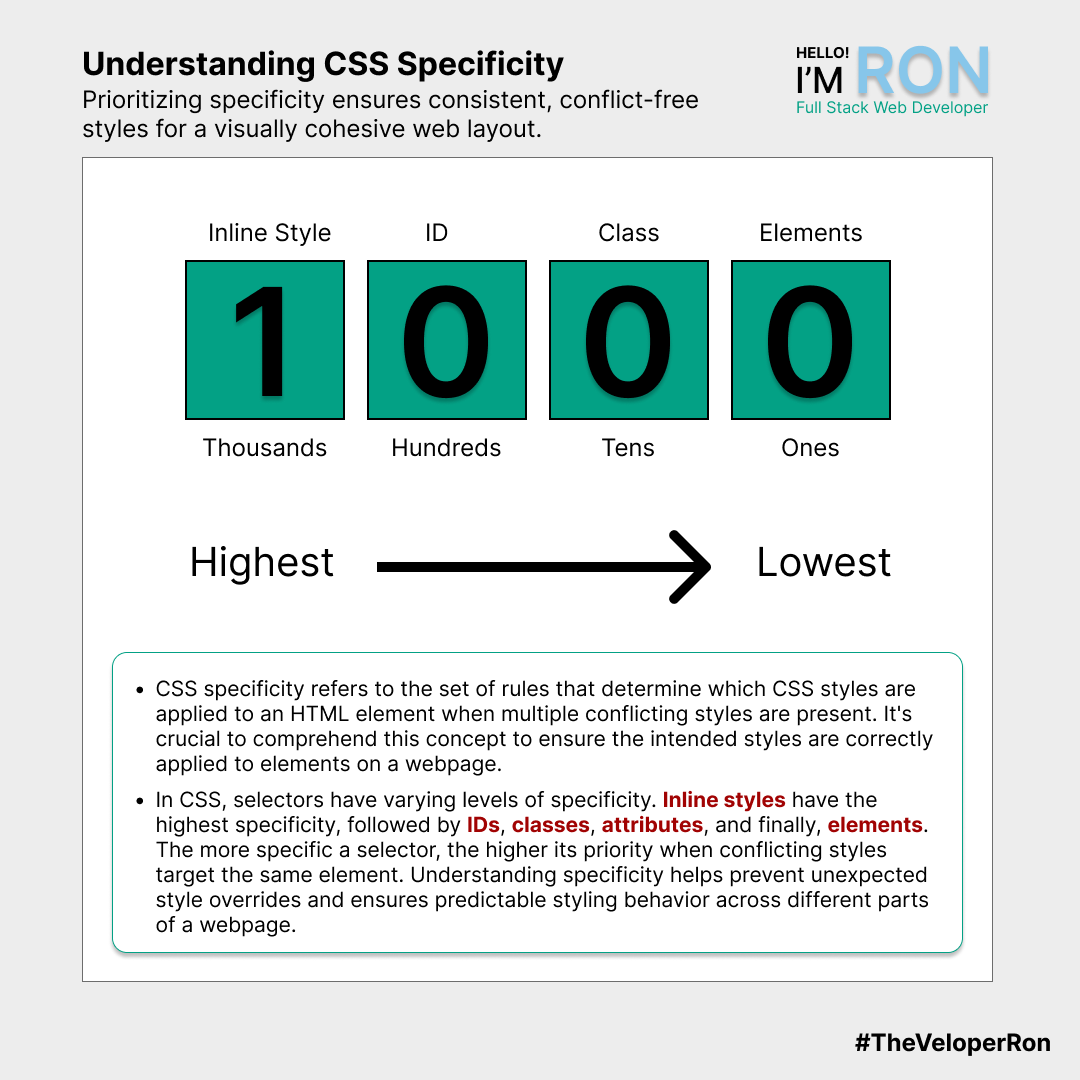 Understanding CSS Specificity
Prioritizing specificity ensures consistent, conflict-free
styles for a visually cohesive web layout.
HELLO!
I'M RON
Full Stack Web Developer
Inline Style ID Class Elements
1 0 0 0
Thousands Hundreds Tens Ones
Highest Lowest
• CSS specificity refers to the set of rules that determine which CSS styles are
applied to an HTML element when multiple conflicting styles are present. It's
crucial to comprehend this concept to ensure the intended styles are correctly
applied to elements on a webpage.
• In CSS, selectors have varying levels of specificity. Inline styles have the
highest specificity, followed by IDs, classes, attributes, and finally, elements.
The more specific a selector, the higher its priority when conflicting styles
target the same element. Understanding specificity helps prevent unexpected
style overrides and ensures predictable styling behavior across different parts
of a webpage.
#TheVeloperRon